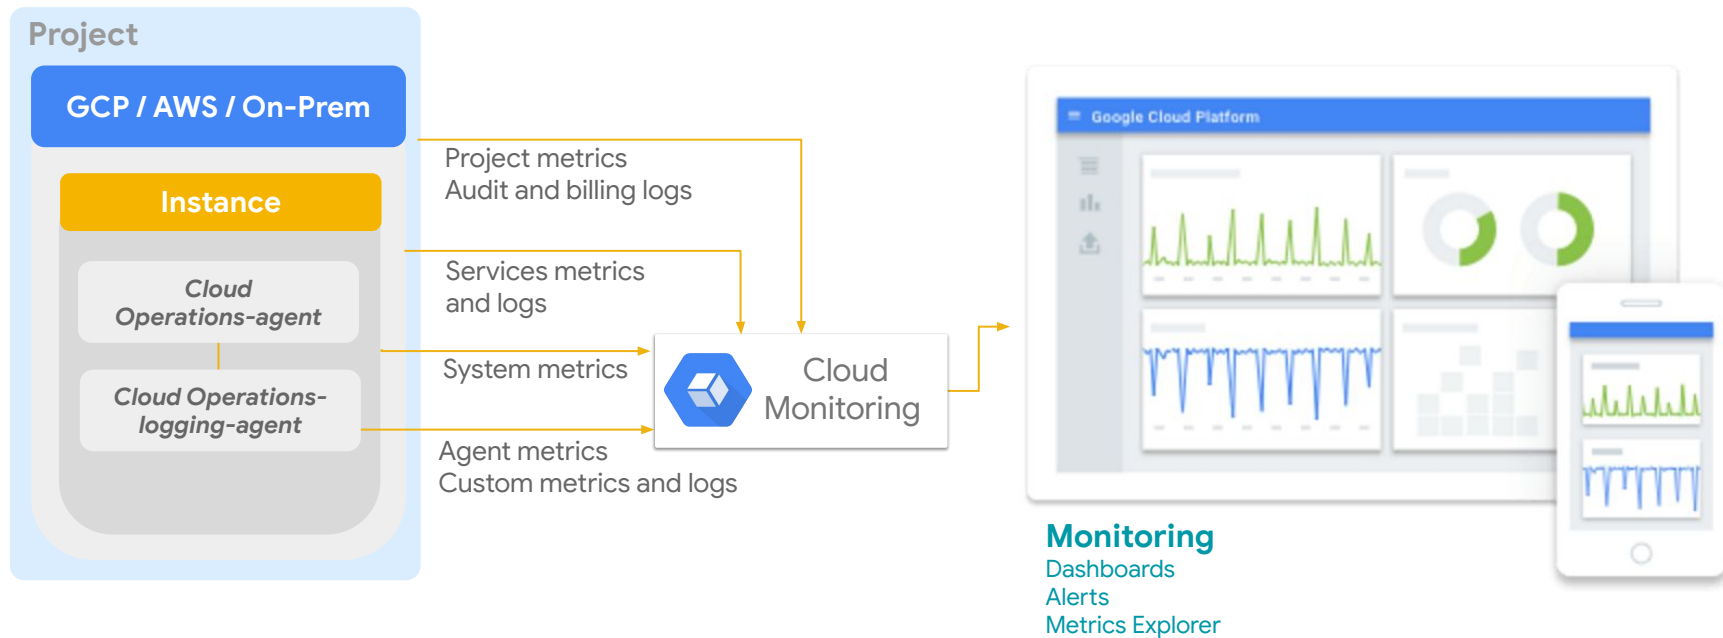 Project
GCP / AWS / On-Prem
Instance
Cloud
Operations-agent
Cloud Operations-
logging-agent
Project metrics
Audit and billing logs
Services metrics
and logs
System metrics
Agent metrics
Custom metrics and logs
Cloud
Monitoring
Google Cloud Platform
Monitoring
Dashboards
Alerts
Metrics Explorer